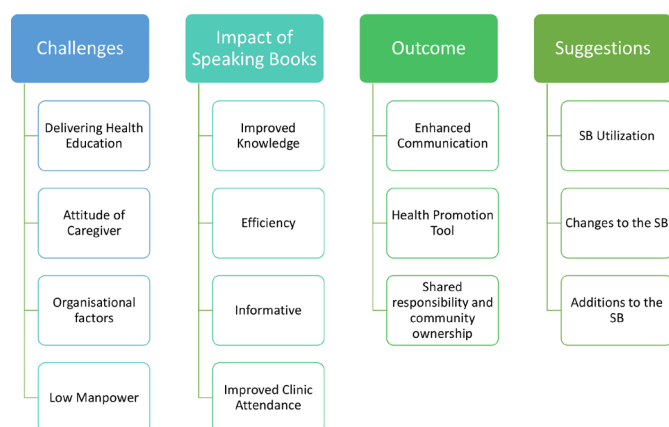 Challenges
Delivering Health
Education
Attitude of
Caregiver
Organisational
factors
Low Manpower
Impact of
Speaking Books
Improved
Knowledge
Efficiency
Informative
Improved Clinic
Attendance
Outcome
Enhanced
Communication
Health Promotion
Tool
Shared
responsibility and
community
ownership
Suggestions
SB Utilization
Changes to the SB
Additions to the
SB